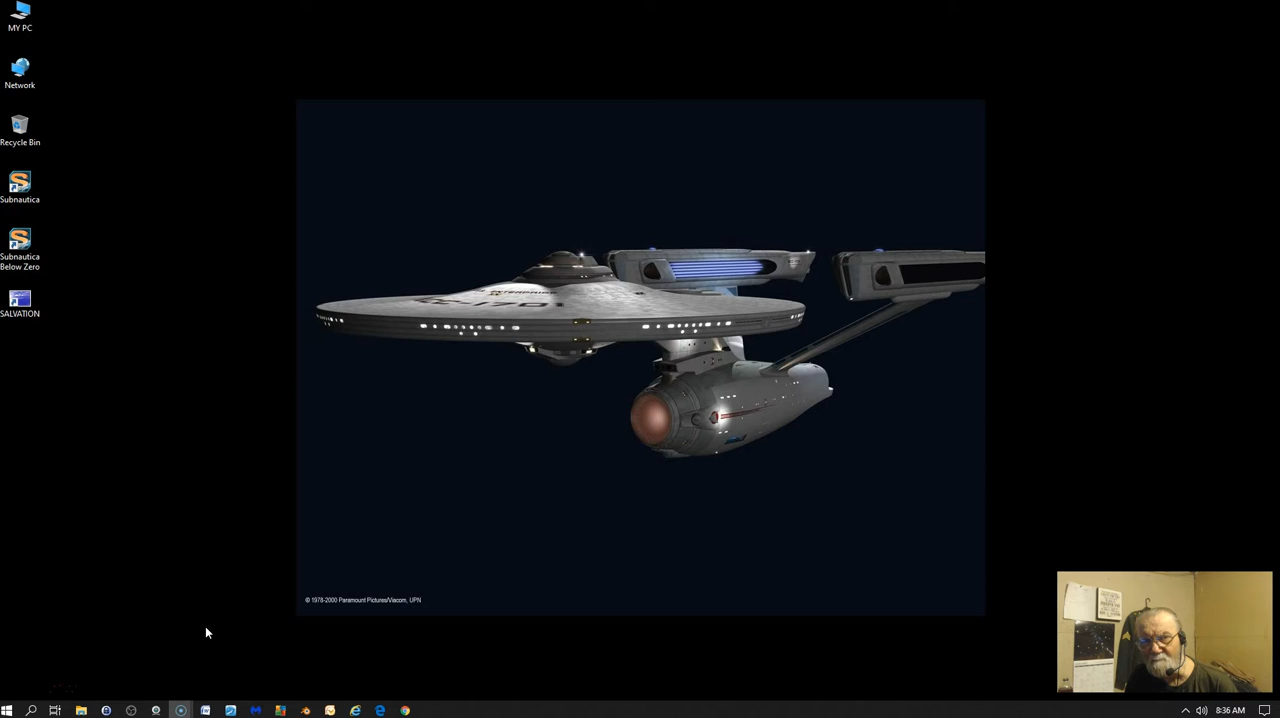 MY PC
Network
Recycle Bin
Subnautica
Subnautica
Below Zero
SALVATION
1701
© 1978-2000 Paramount Pictures/Viacom, UPN
8:36 AM